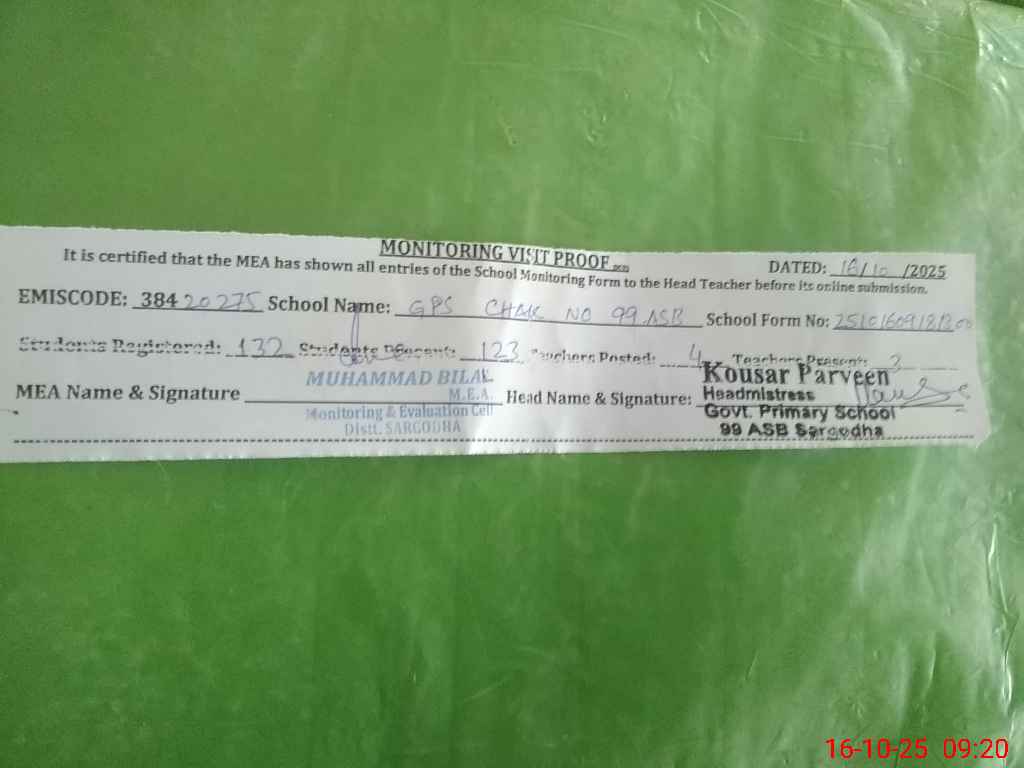 MONITORING VISIT PROOF
DATED: 16/10/2025
It is certified that the MEA has shown all entries of the School Monitoring Form to the Head Teacher before its online submission.
EMISCODE: 38420275 School Name: GPS CHAK NO 99 ASB School Form No:
Students Registered: 132 Students Present: 123 Teachers Posted: 4 Teachers Present: 3
MEA Name & Signature
MUHAMMAD BILAL
M.E.A.
Monitoring & Evaluation Cell
Distt. SARGODHA
Head Name & Signature:
Kousar Parveen
Headmistress
Govt. Primary School
99 ASB Sargodha
16-10-25 09:20